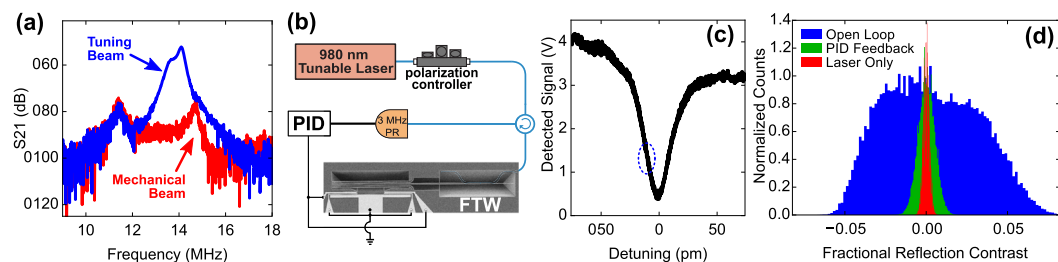 (a)
Tuning
Beam
Mechanical
Beam
S21 (dB)
060
080
0100
0120
10
12
14
16
18
Frequency (MHz)
(b)
980 nm
Tunable Laser
polarization
controller
PID
3 MHz
PR
FTW
(c)
Detected Signal (V)
5
4
3
2
1
0
050
0
50
Detuning (pm)
(d)
Open Loop
PID Feedback
Laser Only
Normalized Counts
1.4
1.2
1.0
0.8
0.6
0.4
0.2
0.0
−0.05
0.00
0.05
Fractional Reflection Contrast